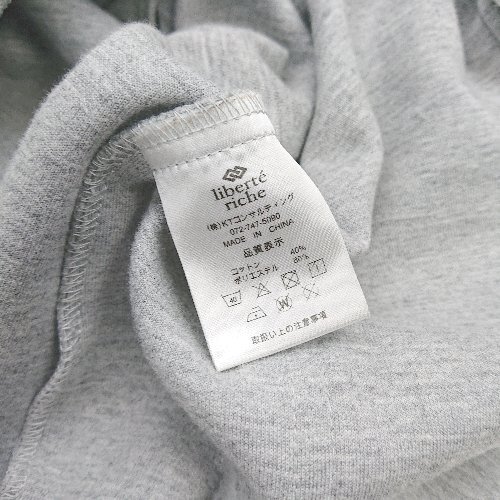 liberté
riche
(株)KTコンサルティング
072-747-5090
MADE IN CHINA
品質表示
コットン 40%
ポリエステル 60%
40
W
取扱い上の注意事項